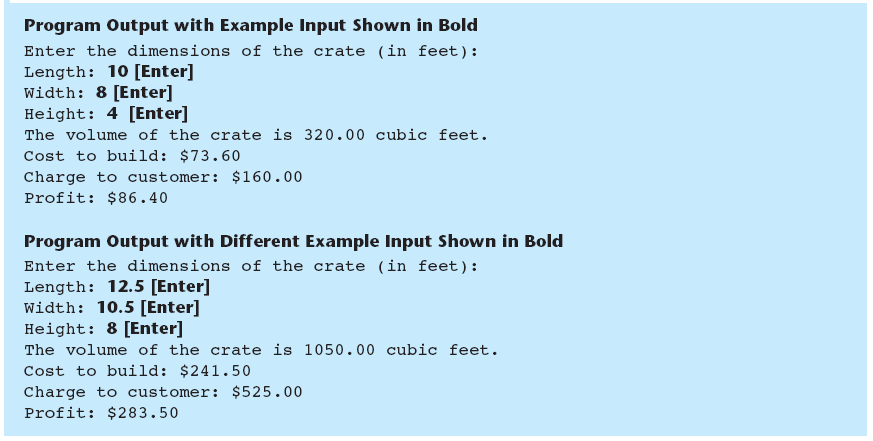 Program Output with Example Input Shown in Bold
Enter the dimensions of the crate (in feet):
Length: 10 [Enter]
Width: 8 [Enter]
Height: 4 [Enter]
The volume of the crate is 320.00 cubic feet.
Cost to build: $73.60
Charge to customer: $160.00
Profit: $86.40
Program Output with Different Example Input Shown in Bold
Enter the dimensions of the crate (in feet):
Length: 12.5 [Enter]
Width: 10.5 [Enter]
Height: 8 [Enter]
The volume of the crate is 1050.00 cubic feet.
Cost to build: $241.50
Charge to customer: $525.00
Profit: $283.50